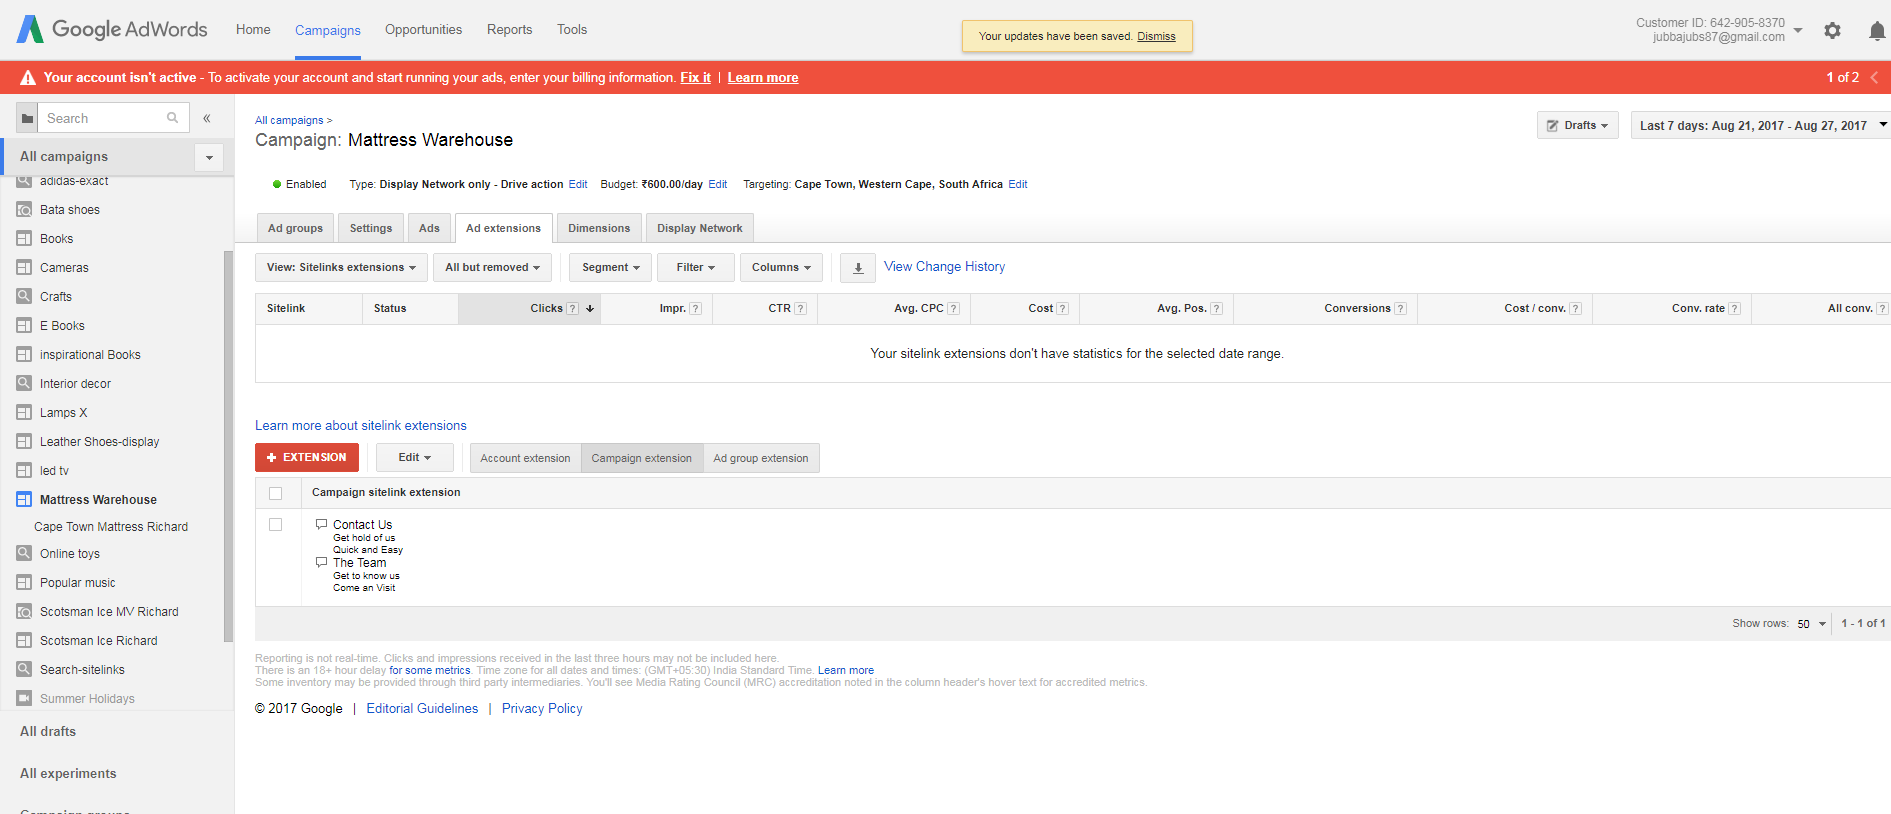 Google AdWords
Home Campaigns Opportunities Reports Tools
Your updates have been saved. Dismiss
Customer ID: 642-905-8370
jubbajubs87@gmail.com
Your account isn't active - To activate your account and start running your ads, enter your billing information. Fix it | Learn more
1 of 2
Search
«
All campaigns
adidas-exact
Bata shoes
Books
Cameras
Crafts
E Books
inspirational Books
Interior decor
Lamps X
Leather Shoes-display
led tv
Mattress Warehouse
Cape Town Mattress Richard
Online toys
Popular music
Scotsman Ice MV Richard
Scotsman Ice Richard
Search-sitelinks
Summer Holidays
All drafts
All experiments
Campaign groups
All campaigns >
Campaign: Mattress Warehouse
Drafts
Last 7 days: Aug 21, 2017 - Aug 27, 2017
Enabled Type: Display Network only - Drive action Edit Budget: ₹600.00/day Edit Targeting: Cape Town, Western Cape, South Africa Edit
Ad groups Settings Ads Ad extensions Dimensions Display Network
View: Sitelinks extensions All but removed Segment Filter Columns View Change History
Sitelink Status Clicks ? Impr. ? CTR ? Avg. CPC ? Cost ? Avg. Pos. ? Conversions ? Cost / conv. ? Conv. rate ? All conv. ?
Your sitelink extensions don't have statistics for the selected date range.
Learn more about sitelink extensions
+ EXTENSION Edit Account extension Campaign extension Ad group extension
Campaign sitelink extension
Contact Us
Get hold of us
Quick and Easy
The Team
Get to know us
Come an Visit
Show rows: 50 1 - 1 of 1
Reporting is not real-time. Clicks and impressions received in the last three hours may not be included here.
There is an 18+ hour delay for some metrics. Time zone for all dates and times: (GMT+05:30) India Standard Time. Learn more
Some inventory may be provided through third party intermediaries. You'll see Media Rating Council (MRC) accreditation noted in the column header's hover text for accredited metrics.
© 2017 Google | Editorial Guidelines | Privacy Policy